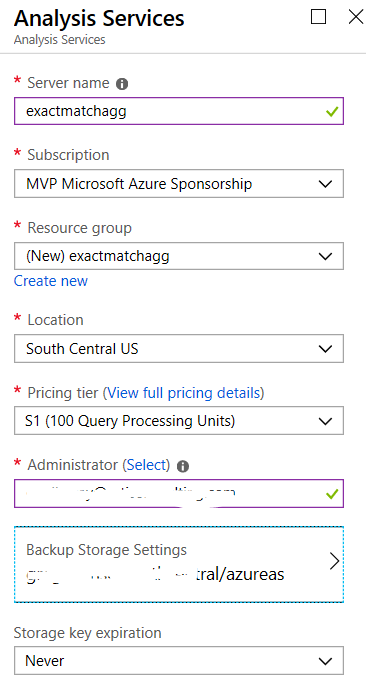 Analysis Services
Analysis Services
* Server name
exactmatchagg
* Subscription
MVP Microsoft Azure Sponsorship
* Resource group
(New) exactmatchagg
Create new
* Location
South Central US
* Pricing tier (View full pricing details)
S1 (100 Query Processing Units)
* Administrator (Select)
Backup Storage Settings
tral/azureas
Storage key expiration
Never